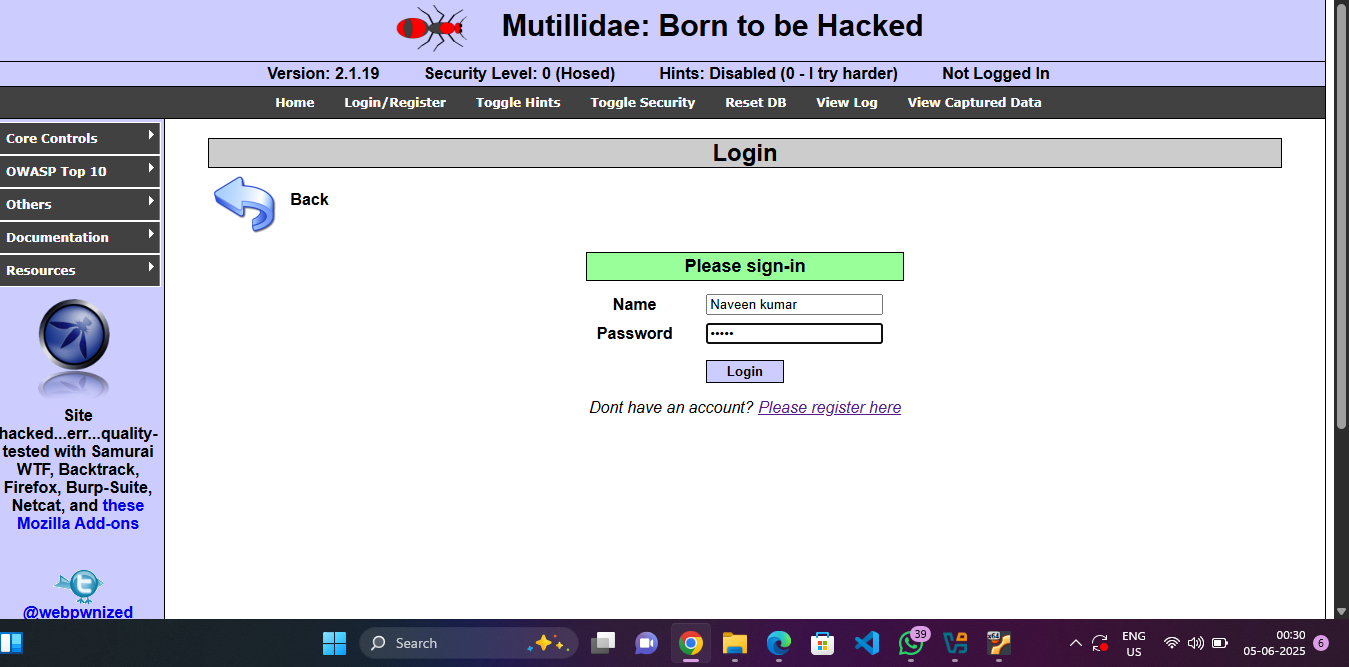 Mutillidae: Born to be Hacked
Version: 2.1.19 Security Level: 0 (Hosed) Hints: Disabled (0 - I try harder) Not Logged In
Home Login/Register Toggle Hints Toggle Security Reset DB View Log View Captured Data
Core Controls
OWASP Top 10
Others
Documentation
Resources
Site
hacked...err...quality-
tested with Samurai
WTF, Backtrack,
Firefox, Burp-Suite,
Netcat, and these
Mozilla Add-ons
@webpwnized
Login
Back
Please sign-in
Name Naveen kumar
Password •••••
Login
Dont have an account? Please register here
Search
39
X64
ENG
US
00:30
05-06-2025
6